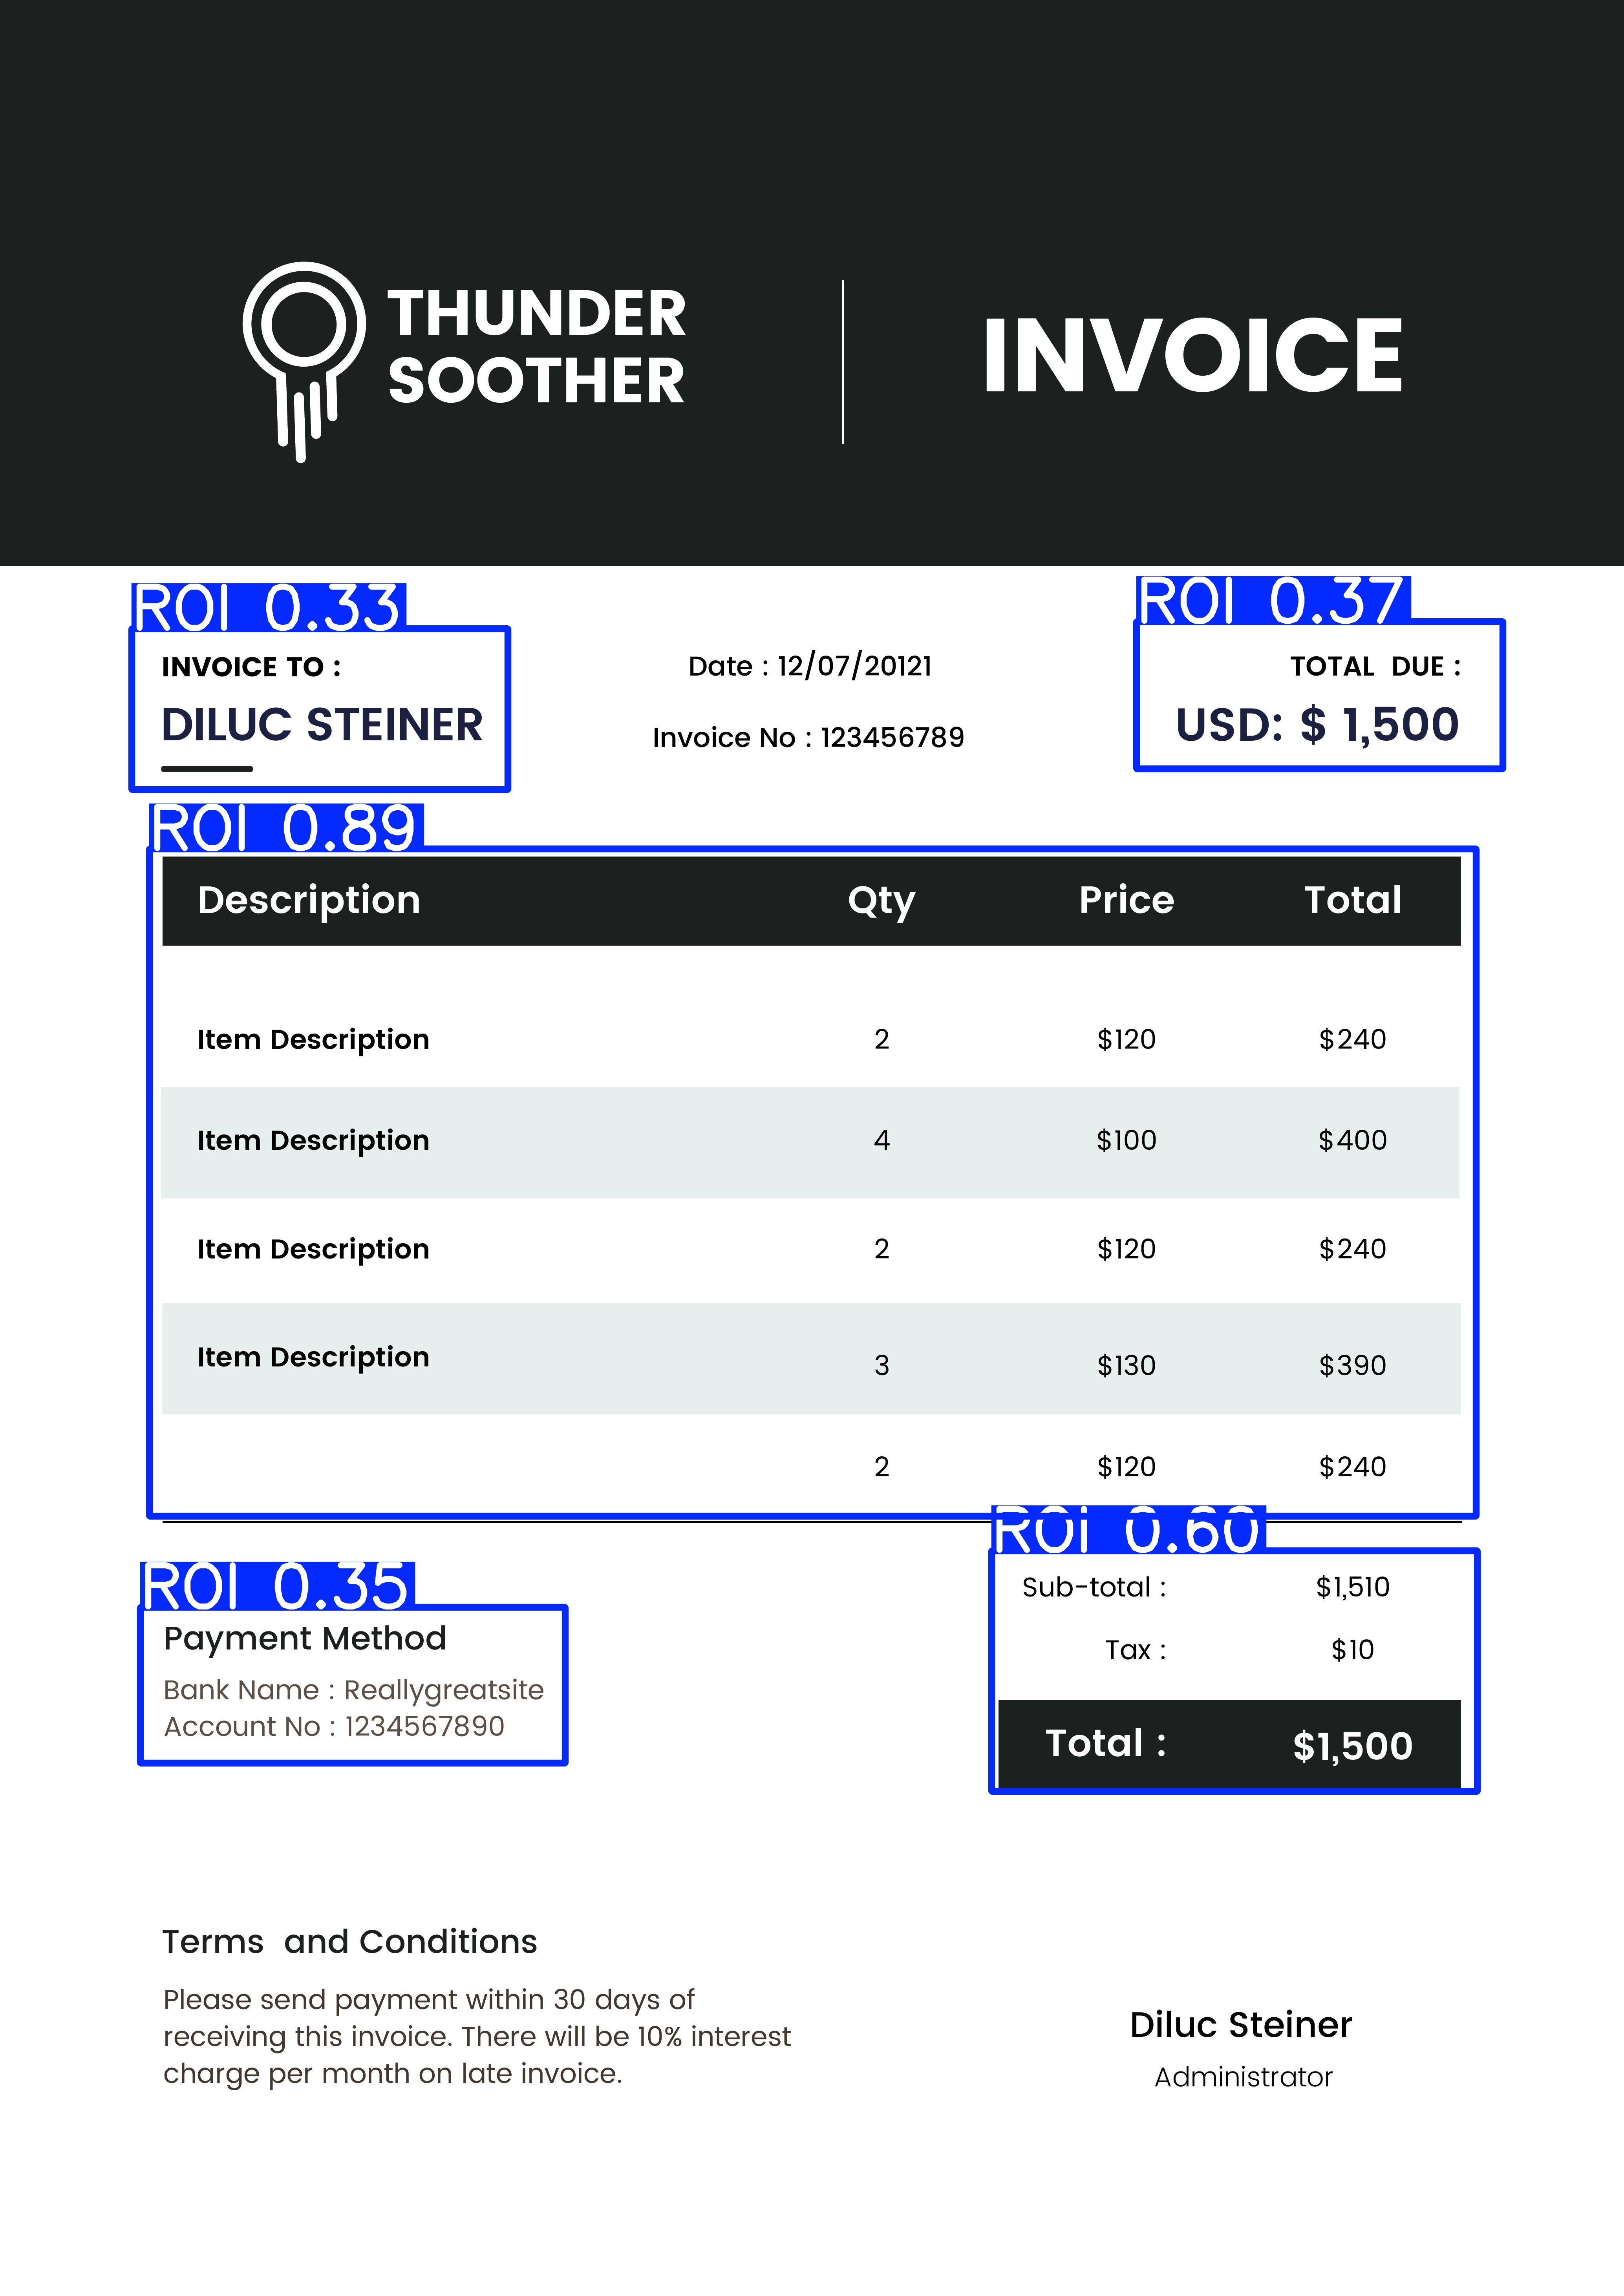 THUNDER
SOOTHER
INVOICE
ROI 0.33
INVOICE TO :
DILUC STEINER
Date : 12/07/20121
Invoice No : 123456789
ROI 0.37
TOTAL  DUE :
USD: $ 1,500
ROI 0.89
Description Qty Price Total
Item Description 2 $120 $240
Item Description 4 $100 $400
Item Description 2 $120 $240
Item Description 3 $130 $390
2 $120 $240
ROI 0.60
Sub-total : $1,510
Tax : $10
Total : $1,500
ROI 0.35
Payment Method
Bank Name : Reallygreatsite
Account No : 1234567890
Terms  and Conditions
Please send payment within 30 days of
receiving this invoice. There will be 10% interest
charge per month on late invoice.
Diluc Steiner
Administrator